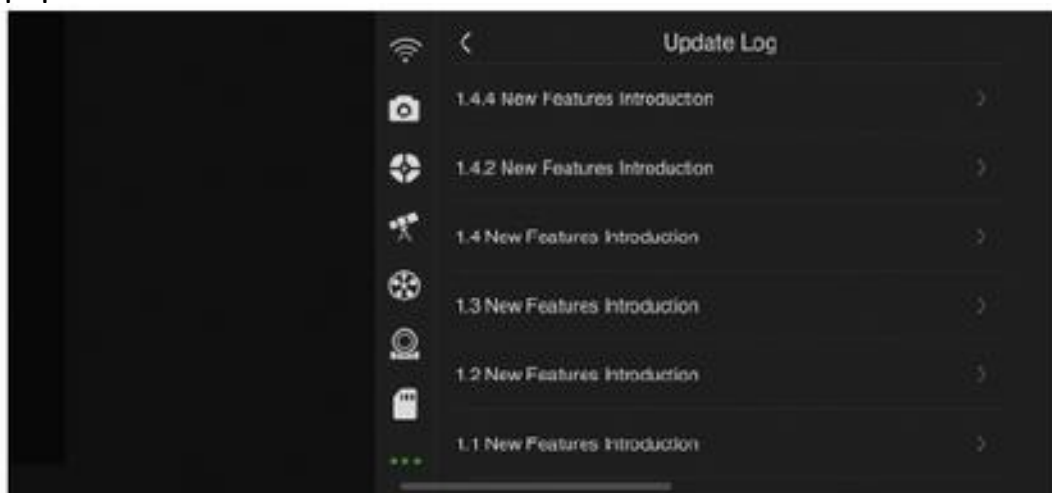 Update Log
1.4.4 New Features Introduction
1.4.2 New Features Introduction
1.4 New Features Introduction
1.3 New Features Introduction
1.2 New Features Introduction
1.1 New Features Introduction